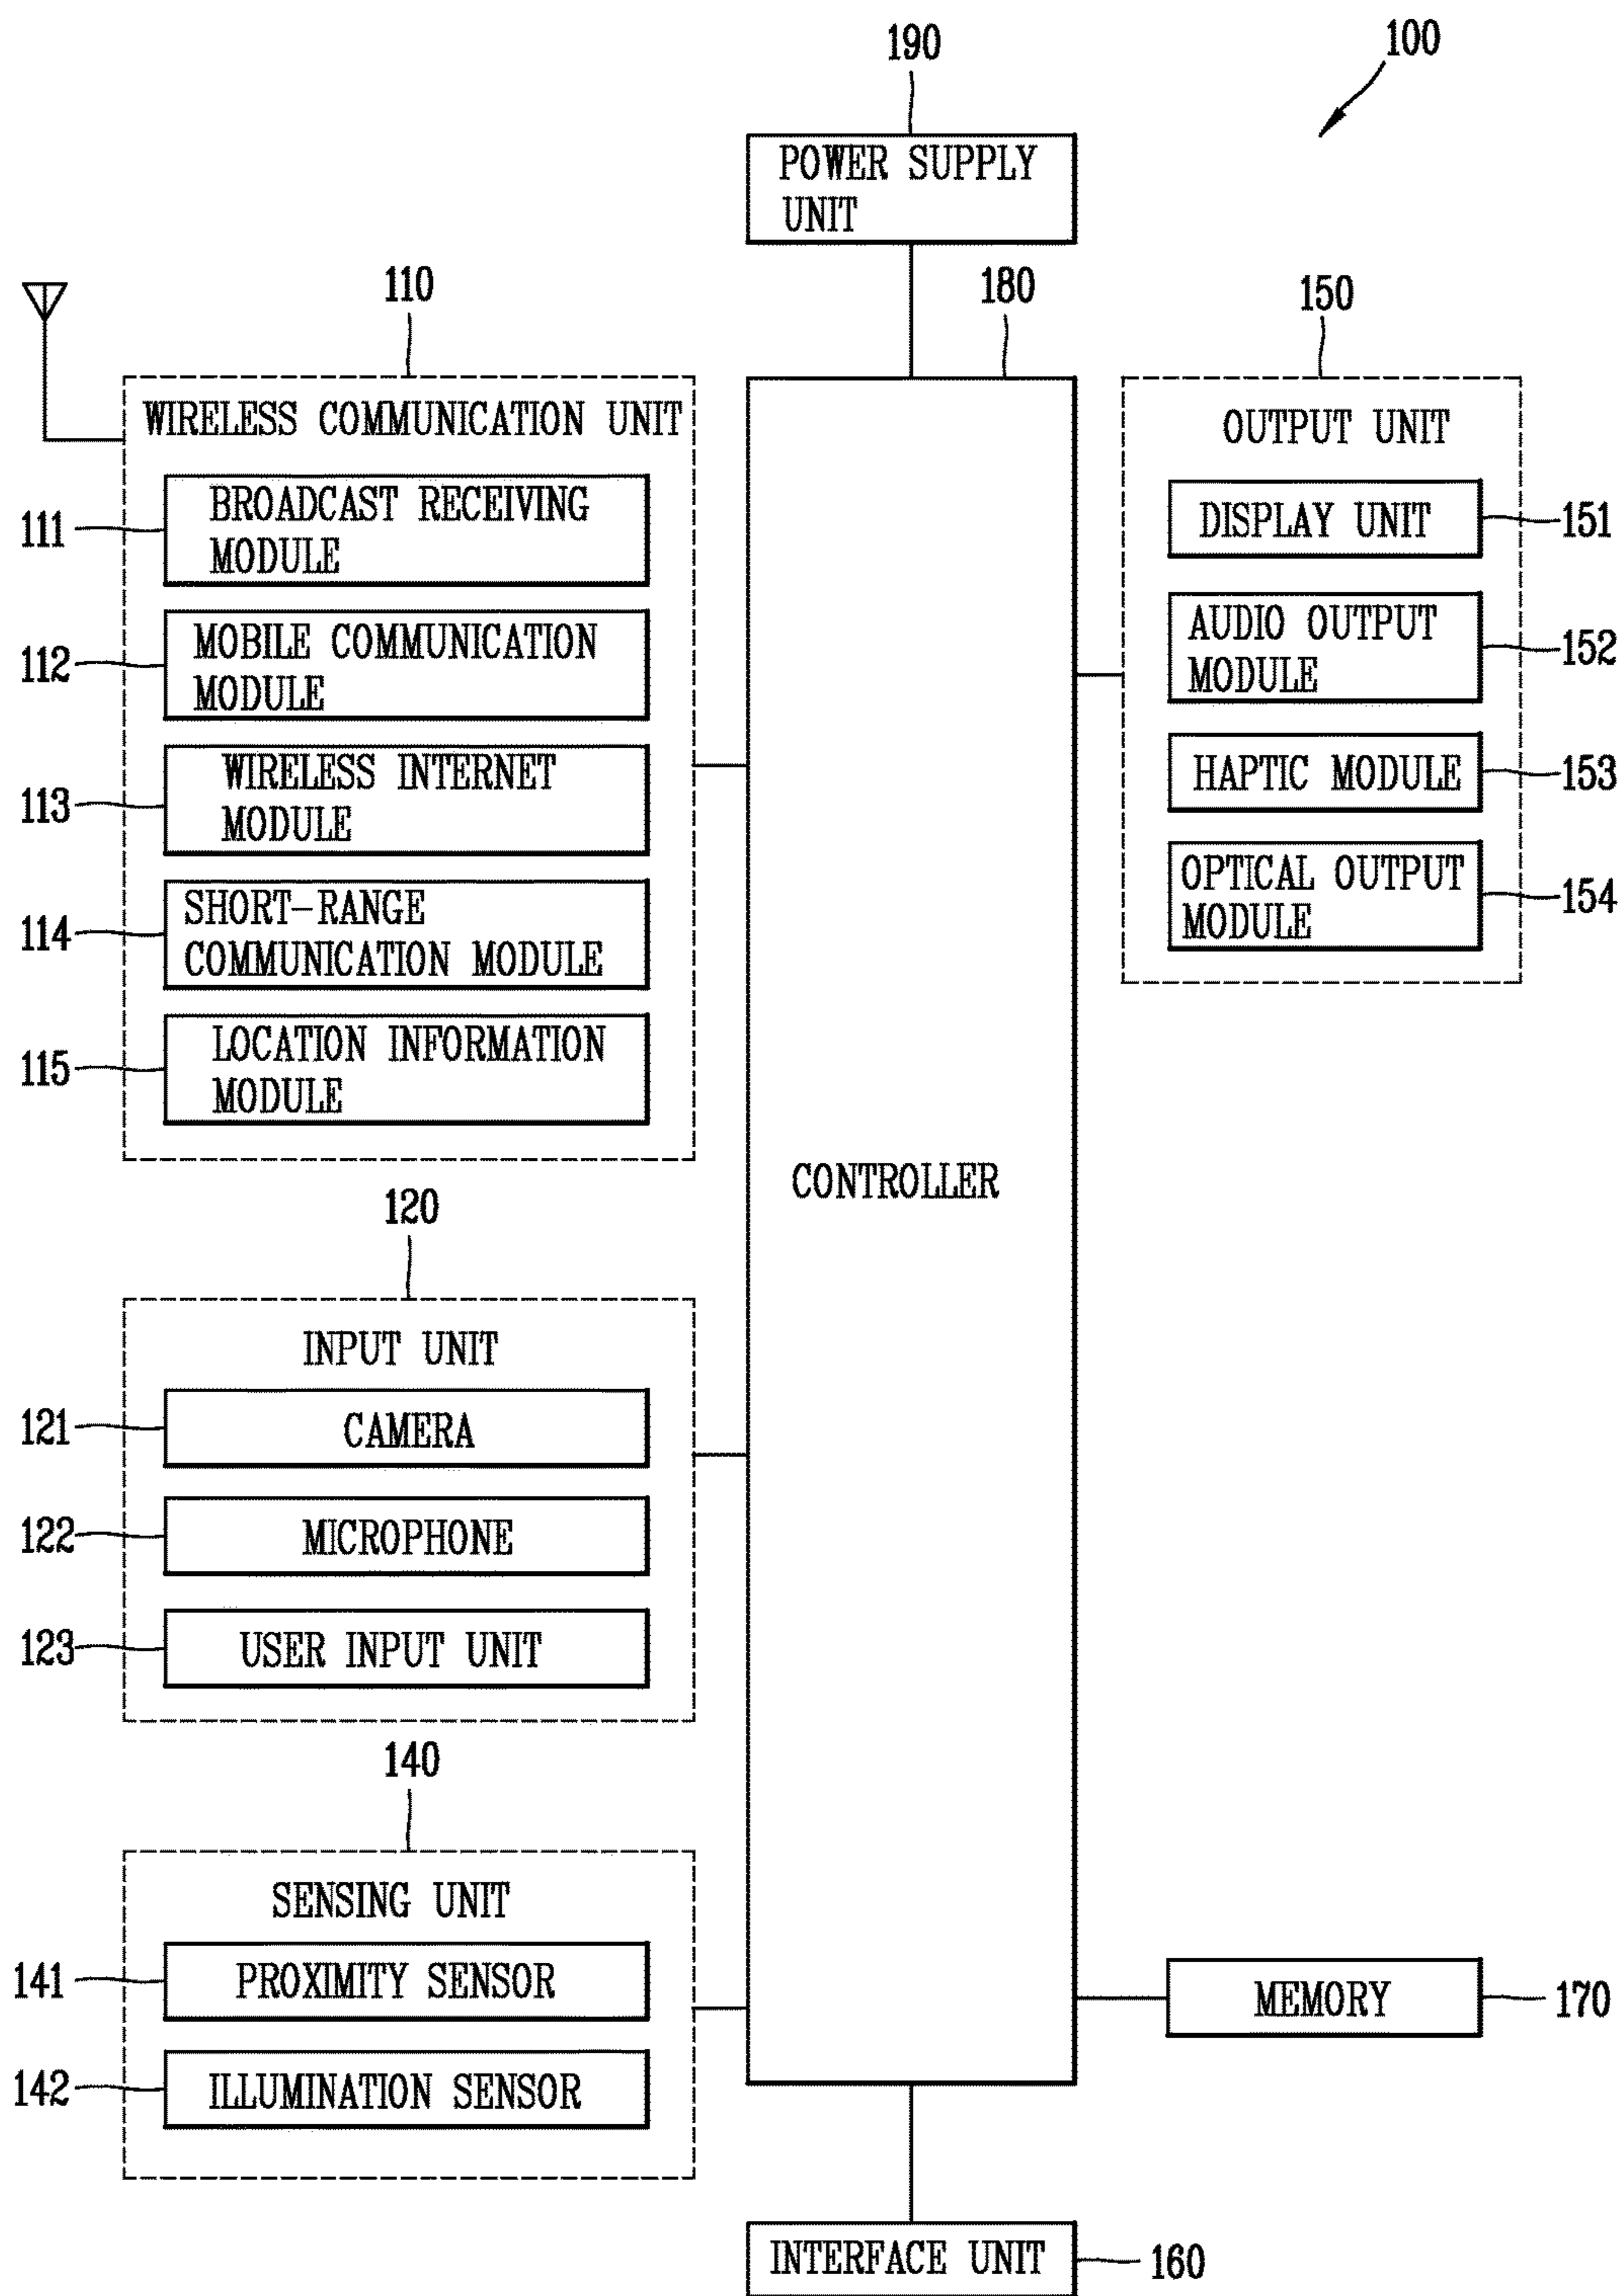 190
100
POWER SUPPLY
UNIT
110
180
150
WIRELESS COMMUNICATION UNIT
111
BROADCAST RECEIVING
MODULE
112
MOBILE COMMUNICATION
MODULE
113
WIRELESS INTERNET
MODULE
114
SHORT-RANGE
COMMUNICATION MODULE
115
LOCATION INFORMATION
MODULE
OUTPUT UNIT
DISPLAY UNIT
151
AUDIO OUTPUT
MODULE
152
HAPTIC MODULE
153
OPTICAL OUTPUT
MODULE
154
CONTROLLER
120
INPUT UNIT
121
CAMERA
122
MICROPHONE
123
USER INPUT UNIT
140
SENSING UNIT
141
PROXIMITY SENSOR
142
ILLUMINATION SENSOR
MEMORY
170
INTERFACE UNIT
160